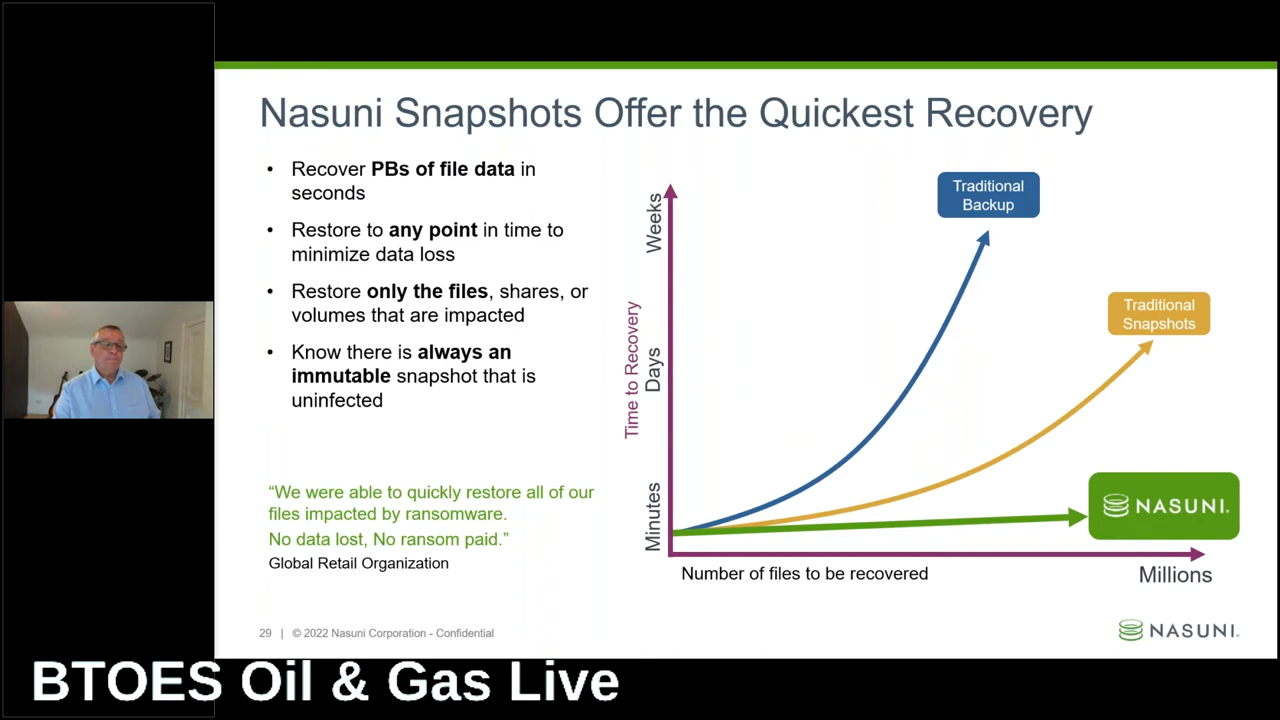 Nasuni Snapshots Offer the Quickest Recovery
• Recover PBs of file data in
seconds
• Restore to any point in time to
minimize data loss
• Restore only the files, shares, or
volumes that are impacted
• Know there is always an
immutable snapshot that is
uninfected
“We were able to quickly restore all of our
files impacted by ransomware.
No data lost, No ransom paid.”
Global Retail Organization
Time to Recovery
Weeks
Days
Minutes
Traditional
Backup
Traditional
Snapshots
NASUNI.
Number of files to be recovered
Millions
29 | © 2022 Nasuni Corporation - Confidential
NASUNI.
BTOES Oil & Gas Live